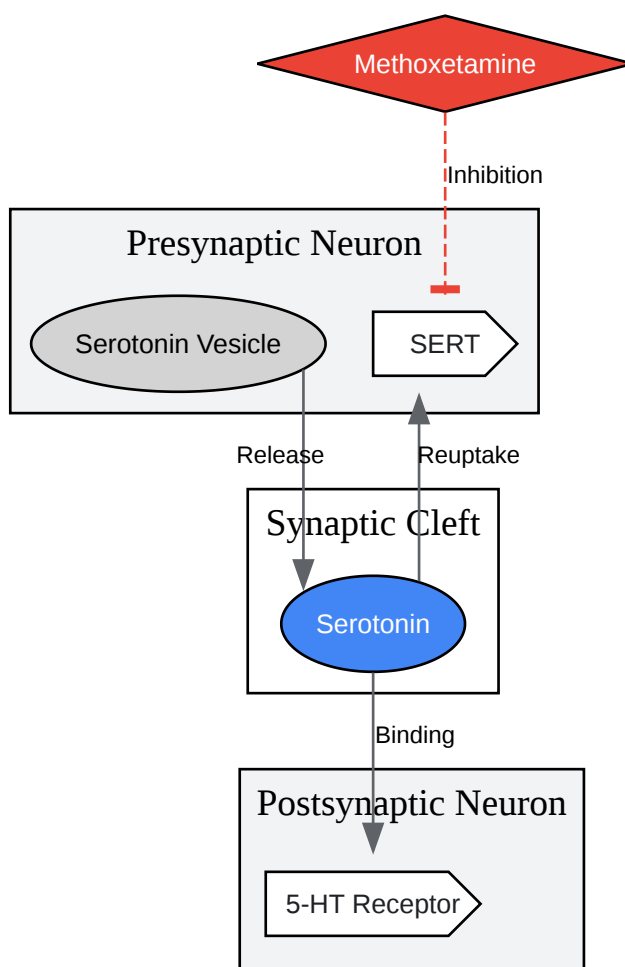 Methoxetamine
Inhibition
Presynaptic Neuron
Serotonin Vesicle
SERT
Release
Reuptake
Synaptic Cleft
Serotonin
Binding
Postsynaptic Neuron
5-HT Receptor